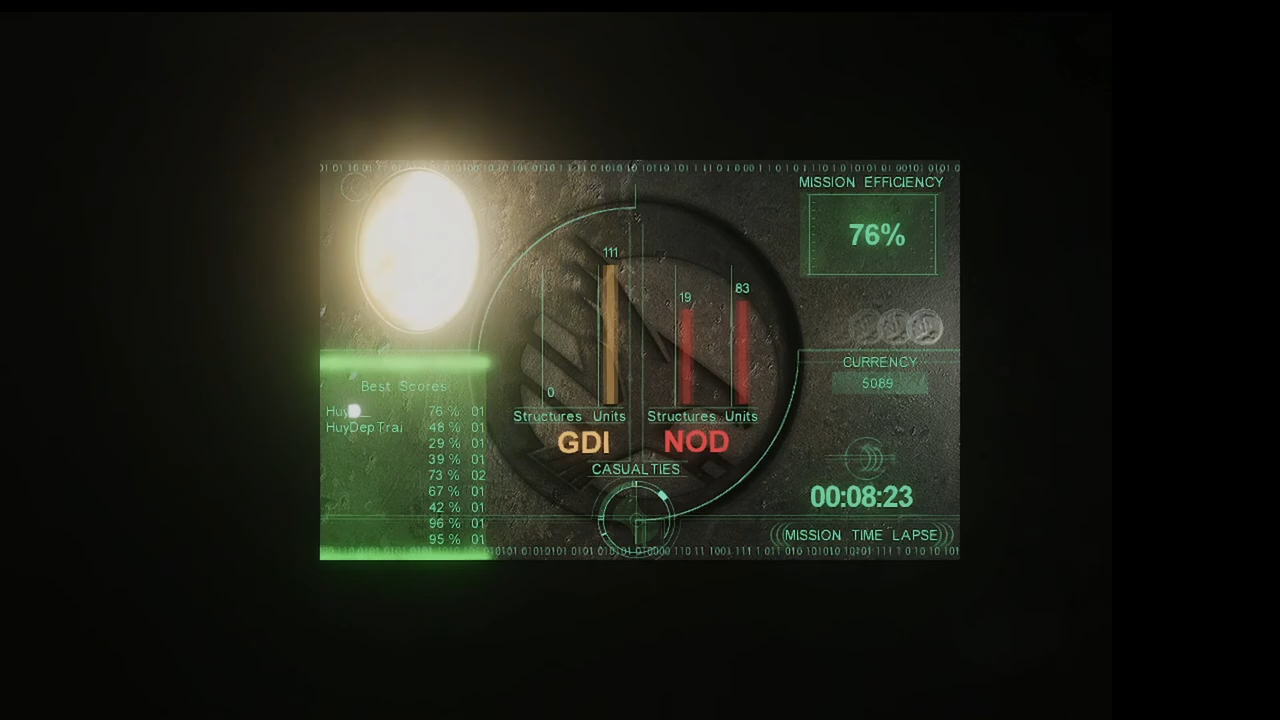 MISSION EFFICIENCY
76%
111
19
83
0
Structures Units
Structures Units
GDI
NOD
CASUALTIES
CURRENCY
5089
00:08:23
MISSION TIME LAPSE
Best Scores
76 % 01
HuyDepTrai 48 % 01
29 % 01
39 % 01
73 % 02
67 % 01
42 % 01
96 % 01
95 % 01